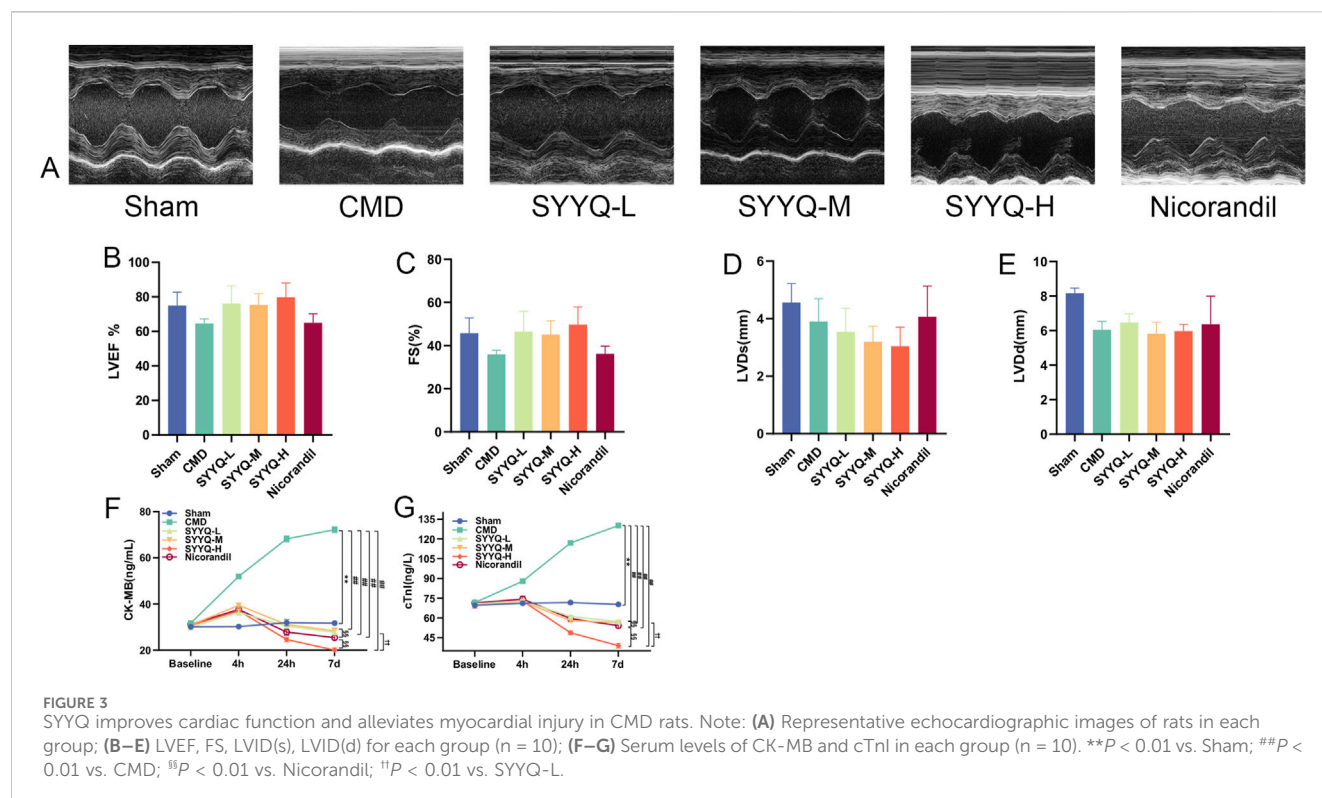 A
Sham CMD SYYQ-L SYYQ-M SYYQ-H Nicorandil
B
LVEF %
100
80
60
40
20
0
Sham CMD SYYQ-L SYYQ-M SYYQ-H Nicorandil
C
FS(%)
80
60
40
20
0
Sham CMD SYYQ-L SYYQ-M SYYQ-H Nicorandil
D
LVDs(mm)
6
4
2
0
Sham CMD SYYQ-L SYYQ-M SYYQ-H Nicorandil
E
LVDd(mm)
10
8
6
4
2
0
Sham CMD SYYQ-L SYYQ-M SYYQ-H Nicorandil
F
CK-MB(ng/mL)
80
60
40
20
Sham
CMD
SYYQ-L
SYYQ-M
SYYQ-H
Nicorandil
** ## ## ## ##
§§
§§
‡‡
Baseline 4h 24h 7d
G
cTnI(ng/L)
135
120
105
90
75
60
45
Sham
CMD
SYYQ-L
SYYQ-M
SYYQ-H
Nicorandil
** ## ## ## ##
§§
‡‡
Baseline 4h 24h 7d
FIGURE 3
SYYQ improves cardiac function and alleviates myocardial injury in CMD rats. Note: (A) Representative echocardiographic images of rats in each
group; (B–E) LVEF, FS, LVID(s), LVID(d) for each group (n = 10); (F–G) Serum levels of CK-MB and cTnI in each group (n = 10). **P < 0.01 vs. Sham; ##P <
0.01 vs. CMD; §§P < 0.01 vs. Nicorandil; ††P < 0.01 vs. SYYQ-L.